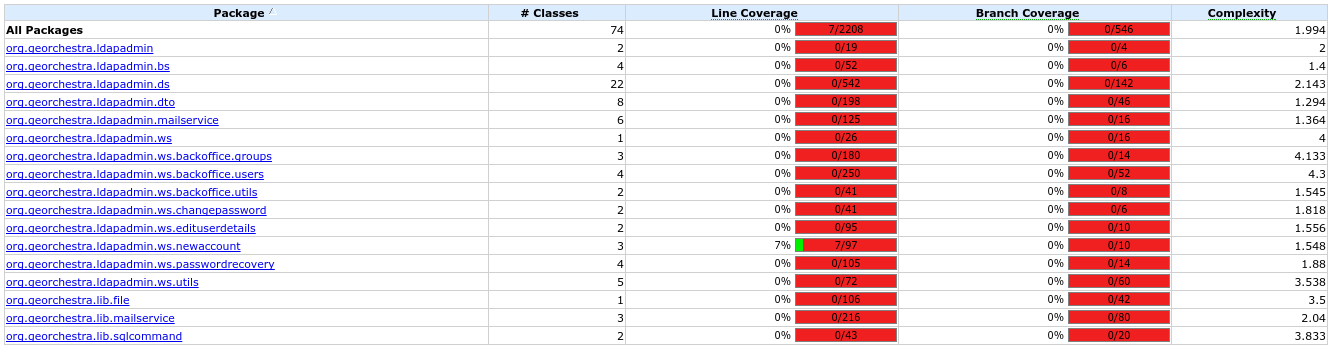 Package # Classes Line Coverage Branch Coverage Complexity
All Packages 74 0% 7/2208 0% 0/546 1.994
org.georchestra.ldapadmin 2 0% 0/19 0% 0/4 2
org.georchestra.ldapadmin.bs 4 0% 0/52 0% 0/6 1.4
org.georchestra.ldapadmin.ds 22 0% 0/542 0% 0/142 2.143
org.georchestra.ldapadmin.dto 8 0% 0/198 0% 0/46 1.294
org.georchestra.ldapadmin.mailservice 6 0% 0/125 0% 0/16 1.364
org.georchestra.ldapadmin.ws 1 0% 0/26 0% 0/16 4
org.georchestra.ldapadmin.ws.backoffice.groups 3 0% 0/180 0% 0/14 4.133
org.georchestra.ldapadmin.ws.backoffice.users 4 0% 0/250 0% 0/52 4.3
org.georchestra.ldapadmin.ws.backoffice.utils 2 0% 0/41 0% 0/8 1.545
org.georchestra.ldapadmin.ws.changepassword 2 0% 0/41 0% 0/6 1.818
org.georchestra.ldapadmin.ws.edituserdetails 2 0% 0/95 0% 0/10 1.556
org.georchestra.ldapadmin.ws.newaccount 3 7% 7/97 0% 0/10 1.548
org.georchestra.ldapadmin.ws.passwordrecovery 4 0% 0/105 0% 0/14 1.88
org.georchestra.ldapadmin.ws.utils 5 0% 0/72 0% 0/60 3.538
org.georchestra.lib.file 1 0% 0/106 0% 0/42 3.5
org.georchestra.lib.mailservice 3 0% 0/216 0% 0/80 2.04
org.georchestra.lib.sqlcommand 2 0% 0/43 0% 0/20 3.833